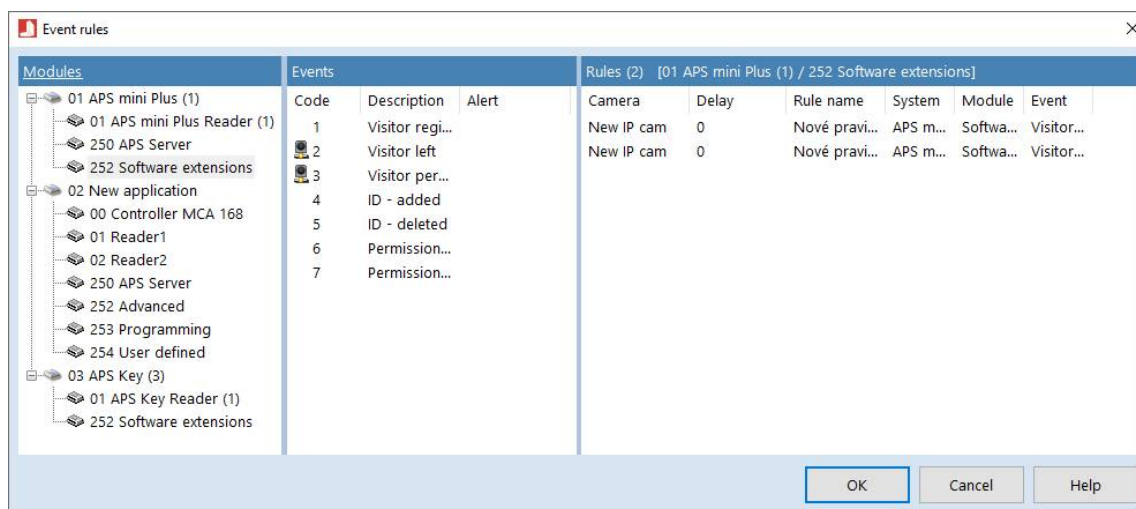 Event rules
Modules
01 APS mini Plus (1)
01 APS mini Plus Reader (1)
250 APS Server
252 Software extensions
02 New application
00 Controller MCA 168
01 Reader1
02 Reader2
250 APS Server
252 Advanced
253 Programming
254 User defined
03 APS Key (3)
01 APS Key Reader (1)
252 Software extensions
Events
Code Description Alert
1 Visitor regi...
2 Visitor left
3 Visitor per...
4 ID - added
5 ID - deleted
6 Permission...
7 Permission...
Rules (2) [01 APS mini Plus (1) / 252 Software extensions]
Camera Delay Rule name System Module Event
New IP cam 0 Nové pravi... APS m... Softwa... Visitor...
New IP cam 0 Nové pravi... APS m... Softwa... Visitor...
OK Cancel Help